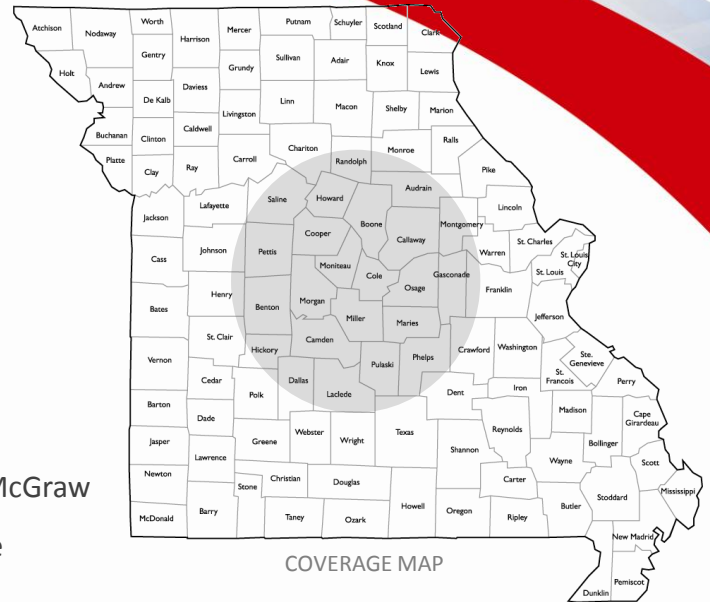 Atchison
Nodaway
Worth
Harrison
Mercer
Putnam
Schuyler
Scotland
Clark
Gentry
Sullivan
Adair
Knox
Lewis
Holt
Andrew
Grundy
De Kalb
Daviess
Linn
Macon
Shelby
Marion
Livingston
Buchanan
Clinton
Caldwell
Chariton
Monroe
Ralls
Platte
Clay
Ray
Carroll
Randolph
Pike
Audrain
Saline
Howard
Jackson
Lafayette
Boone
Lincoln
Cooper
Callaway
Montgomery
Cass
Johnson
Pettis
Moniteau
Cole
Warren
St. Charles
St. Louis
City
St. Louis
Osage
Gasconade
Franklin
Henry
Benton
Morgan
Bates
Miller
Maries
Jefferson
St. Clair
Camden
Hickory
Crawford
Washington
Ste.
Genevieve
Vernon
Pulaski
Phelps
St.
Francois
Perry
Cedar
Polk
Dallas
Laclede
Dent
Iron
Barton
Dade
Madison
Cape
Girardeau
Texas
Reynolds
Bollinger
Jasper
Greene
Webster
Wright
Shannon
Wayne
Scott
Lawrence
Newton
Christian
Douglas
Carter
Stoddard
Mississippi
Stone
McDonald
Barry
Taney
Ozark
Howell
Oregon
Ripley
Butler
New Madrid
Dunklin
Pemiscot
McGraw
COVERAGE MAP